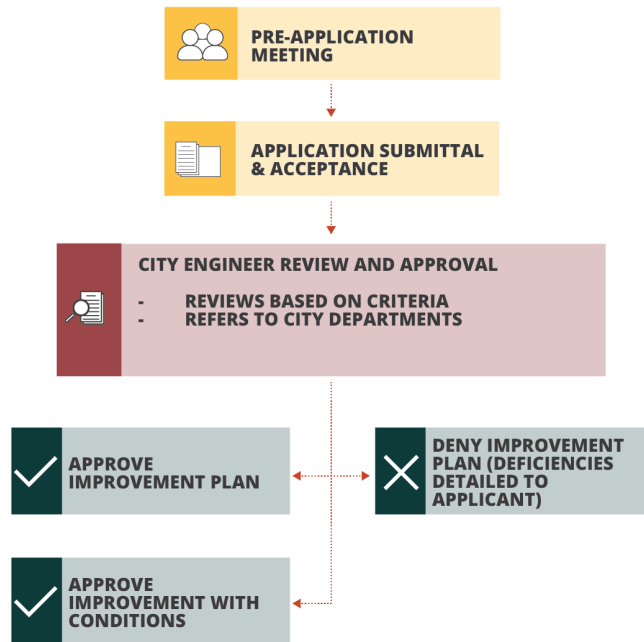 PRE-APPLICATION
MEETING
APPLICATION SUBMITTAL
& ACCEPTANCE
CITY ENGINEER REVIEW AND APPROVAL
- REVIEWS BASED ON CRITERIA
- REFERS TO CITY DEPARTMENTS
APPROVE
IMPROVEMENT PLAN
DENY IMPROVEMENT
PLAN (DEFICIENCIES
DETAILED TO
APPLICANT)
APPROVE
IMPROVEMENT WITH
CONDITIONS